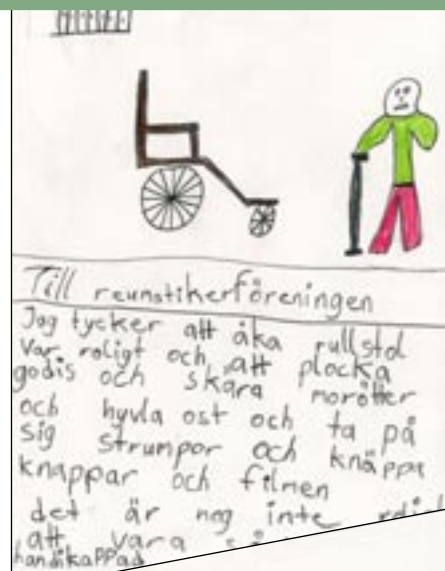 Till reumatikerföreningen
Jag tycker att åka rullstol
var roligt och att plocka
godis och skära morötter
och hyvla ost och ta på
sig strumpor och knäppa
knappar och filmen
det är nog inte
att vara
handikappad